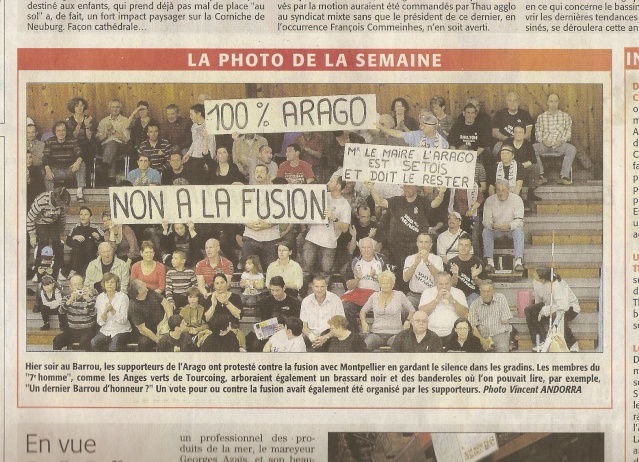 destiné aux enfants, qui prend déjà pas mal de place "au
sol" a, de fait, un fort impact paysager sur la Corniche de
Neuburg. Façon cathédrale...
vés par la motion auraient été commandés par Thau agglo
au syndicat mixte sans que le président de ce dernier, en
l'occurrence François Commeinhes, n'en soit averti.
en ce qui concerne le bassin
vrir les dernières tendances
sinés, se déroulera cette an
LA PHOTO DE LA SEMAINE
IN
100 % ARAGO
Mr LE MAIRE L'ARAGO
EST SETOIS
ET DOIT LE RESTER
NON A LA FUSION
Hier soir au Barrou, les supporteurs de l'Arago ont protesté contre la fusion avec Montpellier en gardant le silence dans les gradins. Les membres du
"7e homme", comme les Anges verts de Tourcoing, arboraient également un brassard noir et des banderoles où l'on pouvait lire, par exemple,
"Un dernier Barrou d'honneur ?" Un vote pour ou contre la fusion avait également été organisé par les supporters. Photo Vincent ANDORRA
En vue
un professionnel des pro-
duits de la mer, le mareyeur
Georges Azaïs, et son beau-